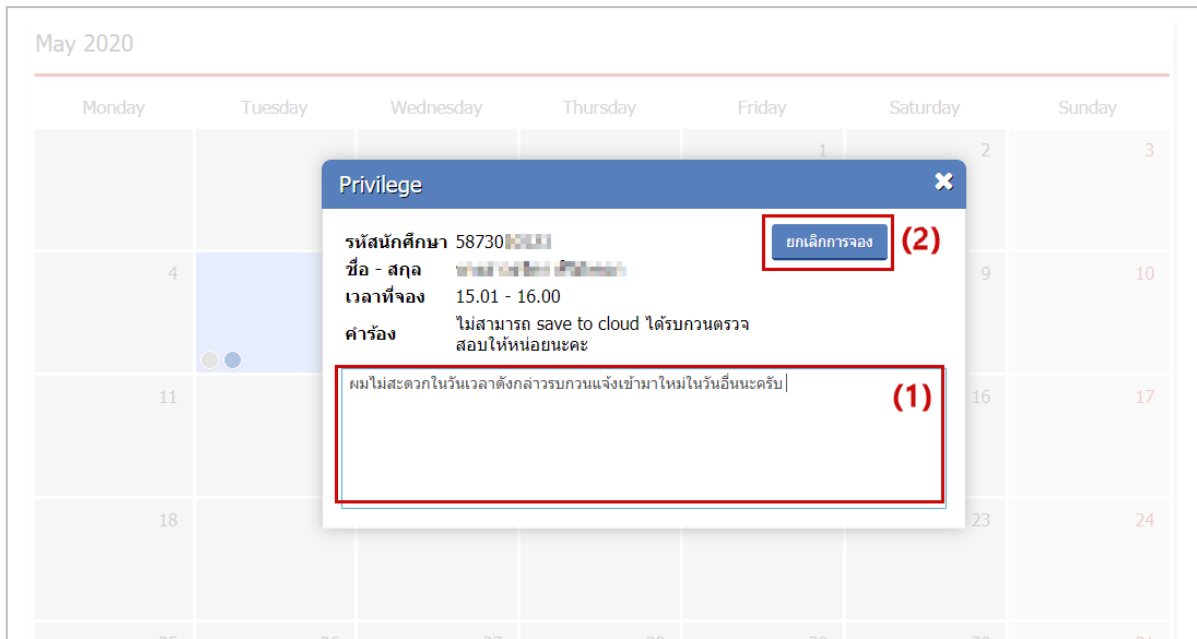 May 2020
Monday Tuesday Wednesday Thursday Friday Saturday Sunday
1 2 3
Privilege
รหัสนักศึกษา 58730
ยกเลิกการจอง (2)
ชื่อ - สกุล
4 9 10
เวลาที่จอง 15.01 - 16.00
คำร้อง ไม่สามารถ save to cloud ได้รบกวนตรวจ
สอบให้หน่อยนะคะ
ผมไม่สะดวกในวันเวลาดังกล่าวรบกวนแจ้งเข้ามาใหม่ในวันอื่นนะครับ
(1)
11 16 17
18 23 24